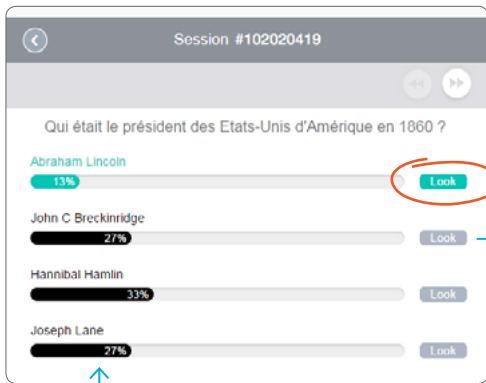 Session #102020419
Qui était le président des Etats-Unis d'Amérique en 1860 ?
Abraham Lincoln
13% Look
John C Breckinridge
27% Look
Hannibal Hamlin
33% Look
Joseph Lane
27% Look